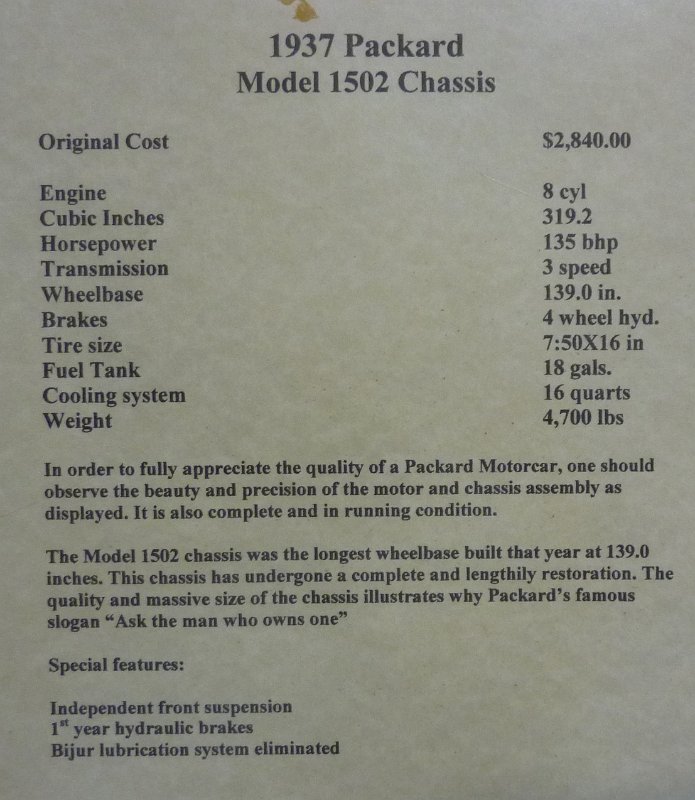 1937 Packard
Model 1502 Chassis
Original Cost $2,840.00
Engine 8 cyl
Cubic Inches 319.2
Horsepower 135 bhp
Transmission 3 speed
Wheelbase 139.0 in.
Brakes 4 wheel hyd.
Tire size 7:50X16 in
Fuel Tank 18 gals.
Cooling system 16 quarts
Weight 4,700 lbs
In order to fully appreciate the quality of a Packard Motorcar, one should
observe the beauty and precision of the motor and chassis assembly as
displayed. It is also complete and in running condition.
The Model 1502 chassis was the longest wheelbase built that year at 139.0
inches. This chassis has undergone a complete and lengthily restoration. The
quality and massive size of the chassis illustrates why Packard’s famous
slogan “Ask the man who owns one”
Special features:
Independent front suspension
1st year hydraulic brakes
Bijur lubrication system eliminated